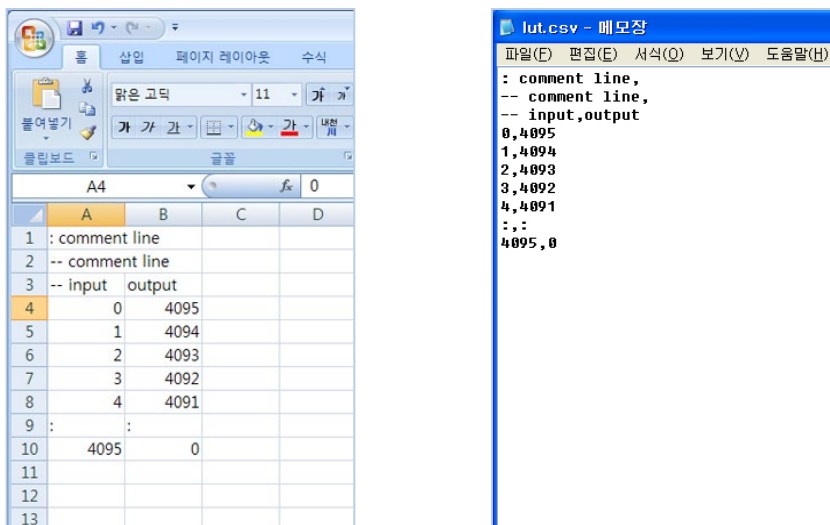 홈 삽입 페이지 레이아웃 수식
붙여넣기
맑은 고딕 11 가 가
가 가 가 가 내천
클립보드 글꼴
A4 fx 0
A B C D
1 : comment line
2 -- comment line
3 -- input output
4 0 4095
5 1 4094
6 2 4093
7 3 4092
8 4 4091
9 : :
10 4095 0
11
12
13
lut.csv - 메모장
파일(F) 편집(E) 서식(O) 보기(V) 도움말(H)
: comment line,
-- comment line,
-- input,output
0,4095
1,4094
2,4093
3,4092
4,4091
:,:
4095,0